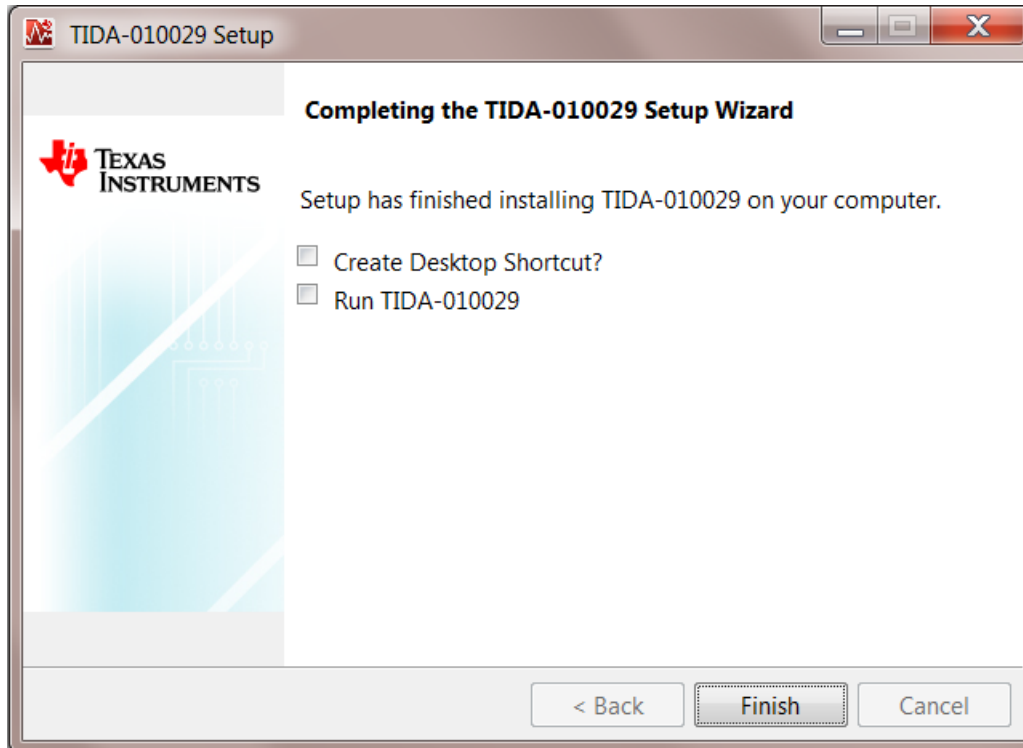 TIDA-010029 Setup
X
Completing the TIDA-010029 Setup Wizard
TEXAS
INSTRUMENTS
Setup has finished installing TIDA-010029 on your computer.
Create Desktop Shortcut?
Run TIDA-010029
< Back
Finish
Cancel